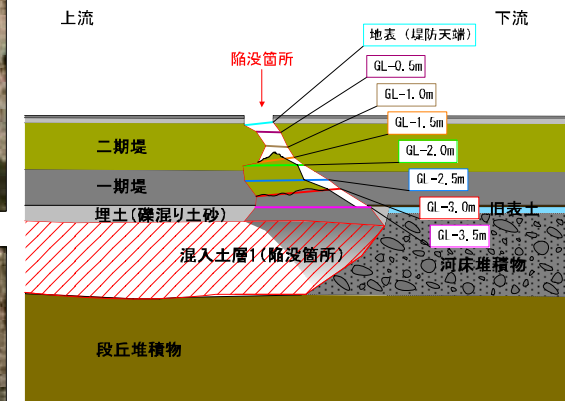 上流
下流
地表(堤防天端)
陥没箇所
GL-0.5m
GL-1.0m
GL-1.5m
二期堤
GL-2.0m
GL-2.5m
一期堤
GL-3.0m
旧表土
埋土(礫混り土砂)
GL-3.5m
混入土層1(陥没箇所)
河床堆積物
段丘堆積物